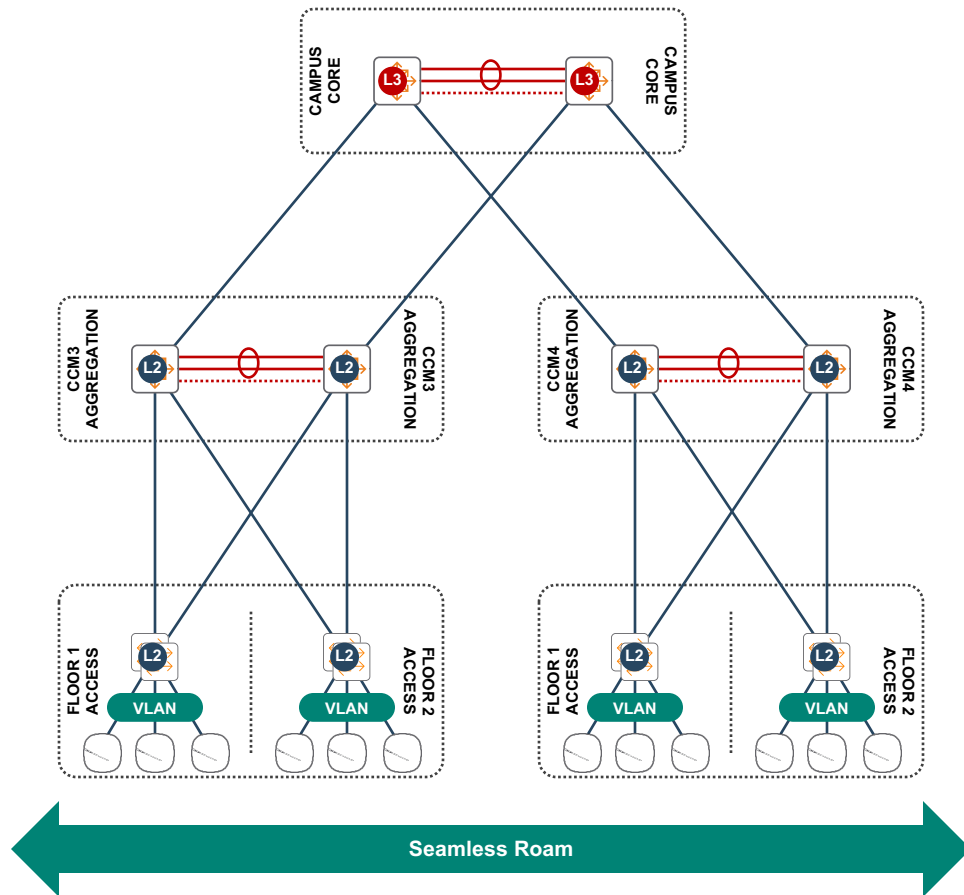 CAMPUS
CORE
L3
L3
CAMPUS
CORE
CCM3
AGGREGATION
L2
L2
CCM3
AGGREGATION
CCM4
AGGREGATION
L2
L2
CCM4
AGGREGATION
FLOOR 1
ACCESS
L2
L2
FLOOR 2
ACCESS
FLOOR 1
ACCESS
L2
L2
FLOOR 2
ACCESS
VLAN
VLAN
VLAN
VLAN
Seamless Roam